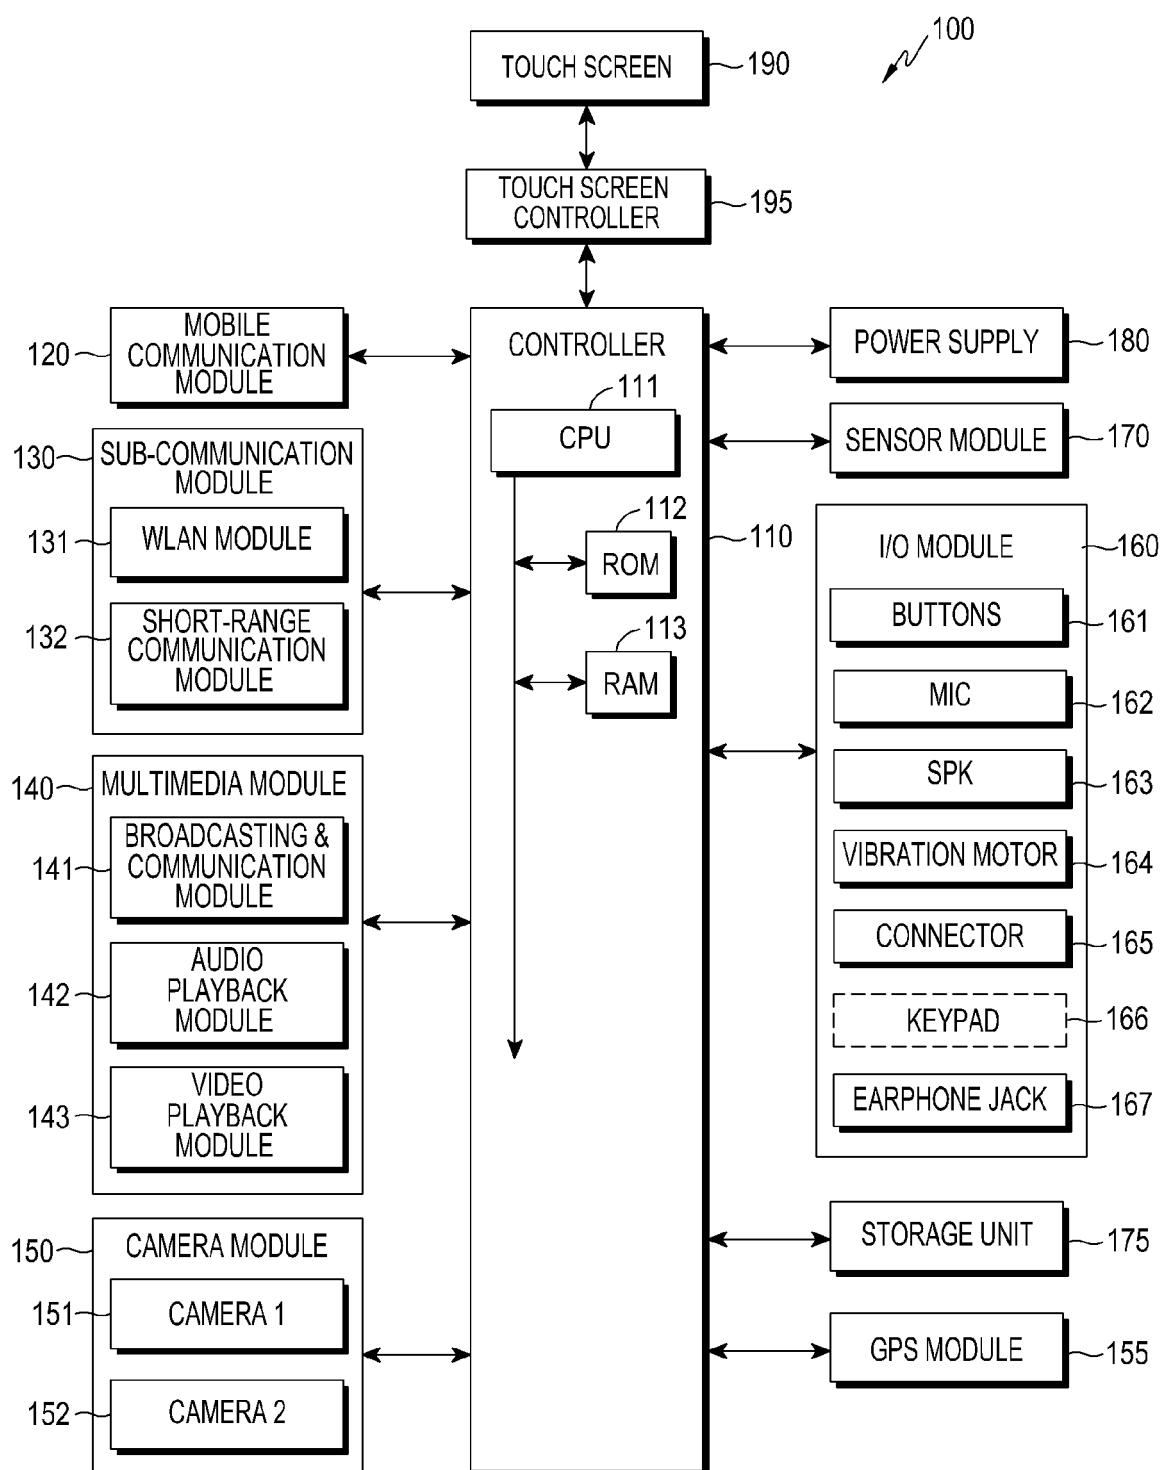 100
TOUCH SCREEN
190
TOUCH SCREEN
CONTROLLER
195
120
MOBILE
COMMUNICATION
MODULE
130
SUB-COMMUNICATION
MODULE
131
WLAN MODULE
132
SHORT-RANGE
COMMUNICATION
MODULE
140
MULTIMEDIA MODULE
141
BROADCASTING &
COMMUNICATION
MODULE
142
AUDIO
PLAYBACK
MODULE
143
VIDEO
PLAYBACK
MODULE
150
CAMERA MODULE
151
CAMERA 1
152
CAMERA 2
CONTROLLER
110
111
CPU
112
ROM
113
RAM
POWER SUPPLY
180
SENSOR MODULE
170
I/O MODULE
160
BUTTONS
161
MIC
162
SPK
163
VIBRATION MOTOR
164
CONNECTOR
165
KEYPAD
166
EARPHONE JACK
167
STORAGE UNIT
175
GPS MODULE
155